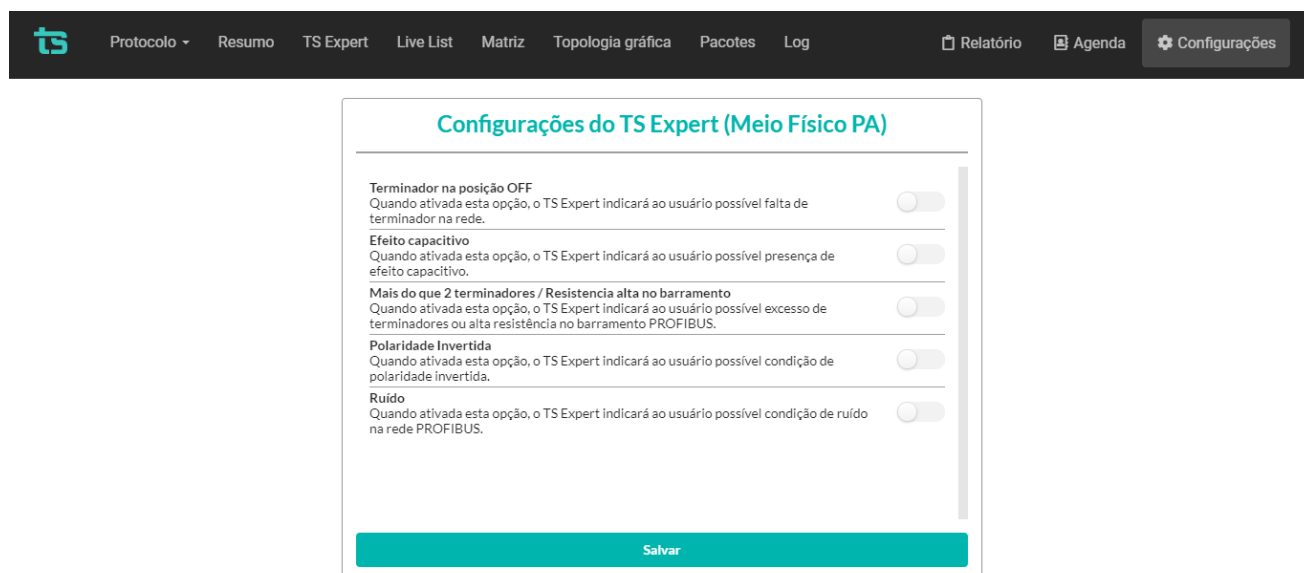 ts
Protocolo
Resumo
TS Expert
Live List
Matriz
Topologia gráfica
Pacotes
Log
Relatório
Agenda
Configurações
Configurações do TS Expert (Meio Físico PA)
Terminador na posição OFF
Quando ativada esta opção, o TS Expert indicará ao usuário possível falta de
terminador na rede.
Efeito capacitivo
Quando ativada esta opção, o TS Expert indicará ao usuário possível presença de
efeito capacitivo.
Mais do que 2 terminadores / Resistencia alta no barramento
Quando ativada esta opção, o TS Expert indicará ao usuário possível excesso de
terminadores ou alta resistência no barramento PROFIBUS.
Polaridade Invertida
Quando ativada esta opção, o TS Expert indicará ao usuário possível condição de
polaridade invertida.
Ruído
Quando ativada esta opção, o TS Expert indicará ao usuário possível condição de ruído
na rede PROFIBUS.
Salvar